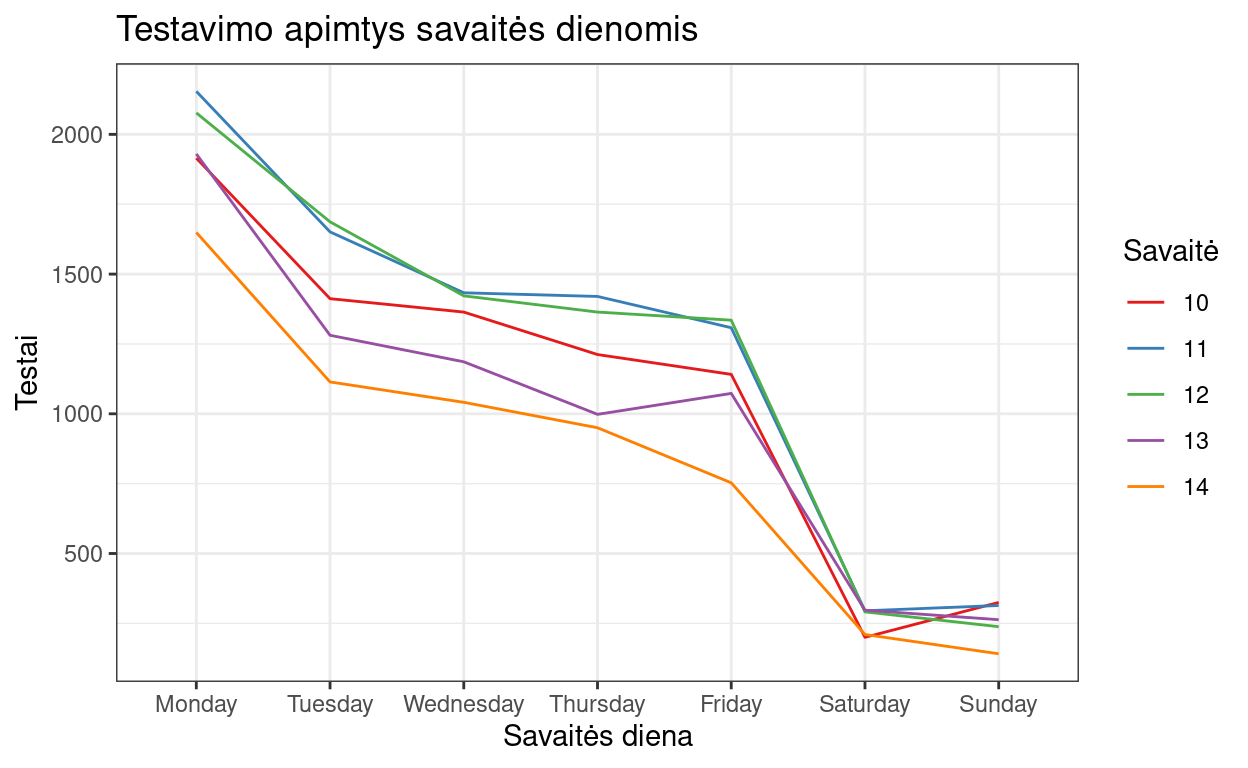 Testavimo apimtys savaitės dienomis
2000
1500
1000
500
Testai
Monday Tuesday Wednesday Thursday Friday Saturday Sunday
Savaitės diena
Savaitė
10
11
12
13
14